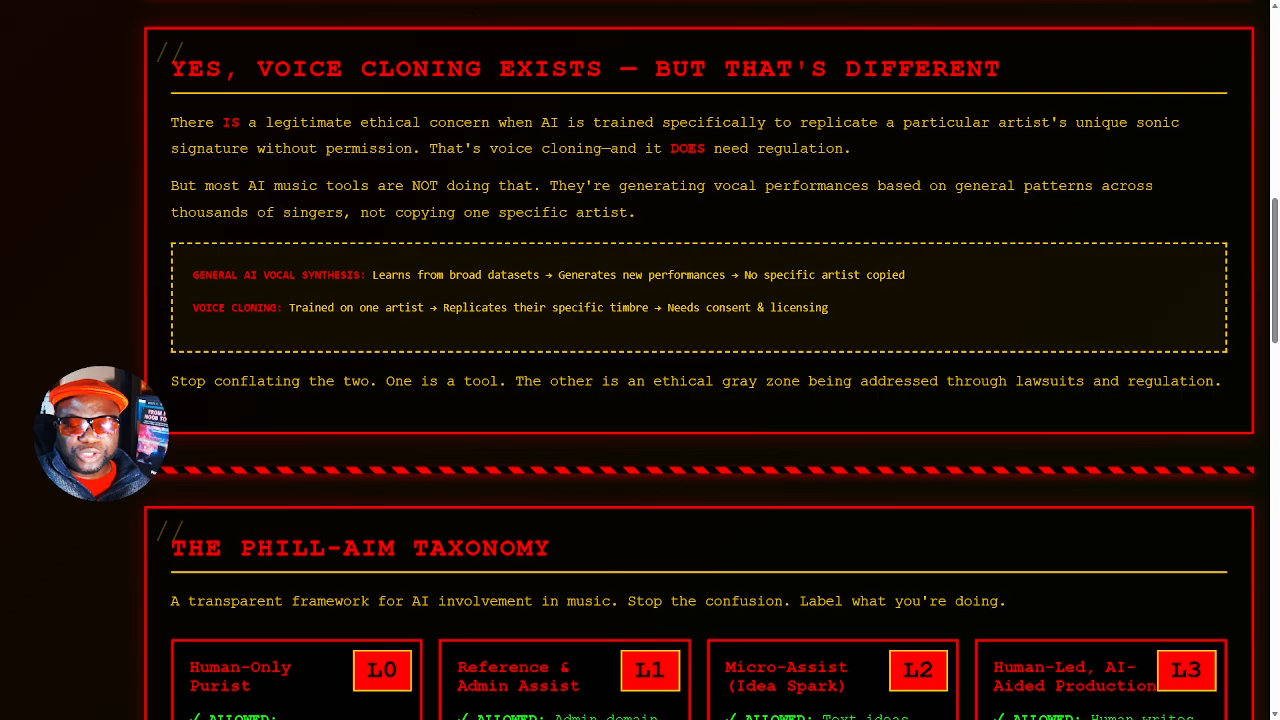 //
YES, VOICE CLONING EXISTS — BUT THAT'S DIFFERENT
There IS a legitimate ethical concern when AI is trained specifically to replicate a particular artist's unique sonic
signature without permission. That's voice cloning—and it DOES need regulation.
But most AI music tools are NOT doing that. They're generating vocal performances based on general patterns across
thousands of singers, not copying one specific artist.
GENERAL AI VOCAL SYNTHESIS: Learns from broad datasets → Generates new performances → No specific artist copied
VOICE CLONING: Trained on one artist → Replicates their specific timbre → Needs consent & licensing
Stop conflating the two. One is a tool. The other is an ethical gray zone being addressed through lawsuits and regulation.
//
THE PHILL-AIM TAXONOMY
A transparent framework for AI involvement in music. Stop the confusion. Label what you're doing.
Human-Only
Purist
L0
✓ ALLOWED:
Reference &
Admin Assist
L1
✓ ALLOWED: Admin domain
Micro-Assist
(Idea Spark)
L2
✓ ALLOWED: Text ideas
Human-Led, AI-
Aided Production
L3
✓ ALLOWED: Human writes